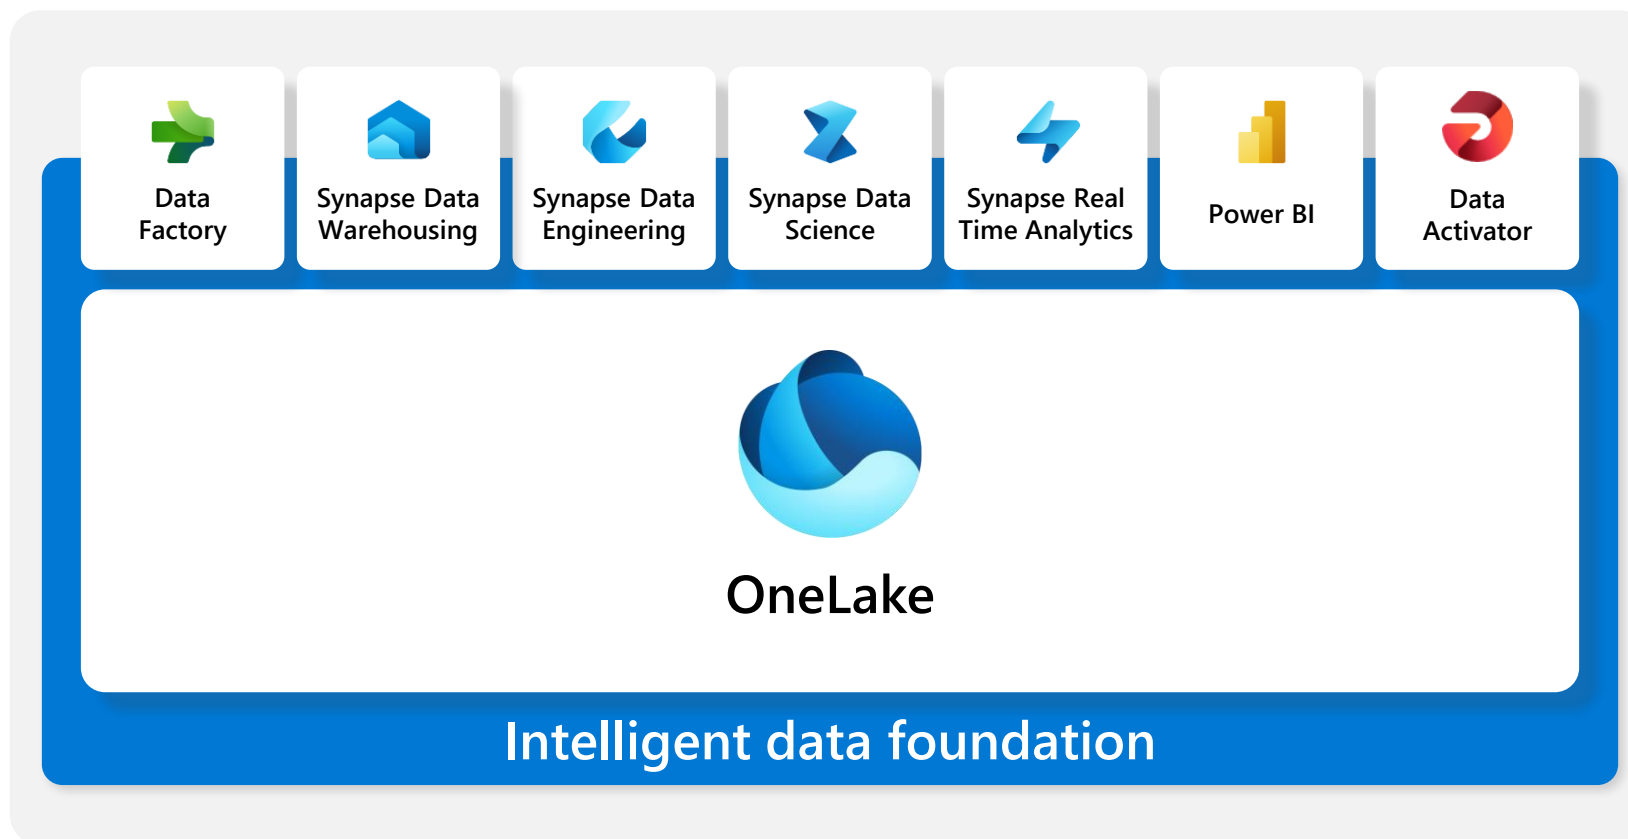 Data
Factory
Synapse Data
Warehousing
Synapse Data
Engineering
Synapse Data
Science
Synapse Real
Time Analytics
Power BI
Data
Activator
OneLake
Intelligent data foundation